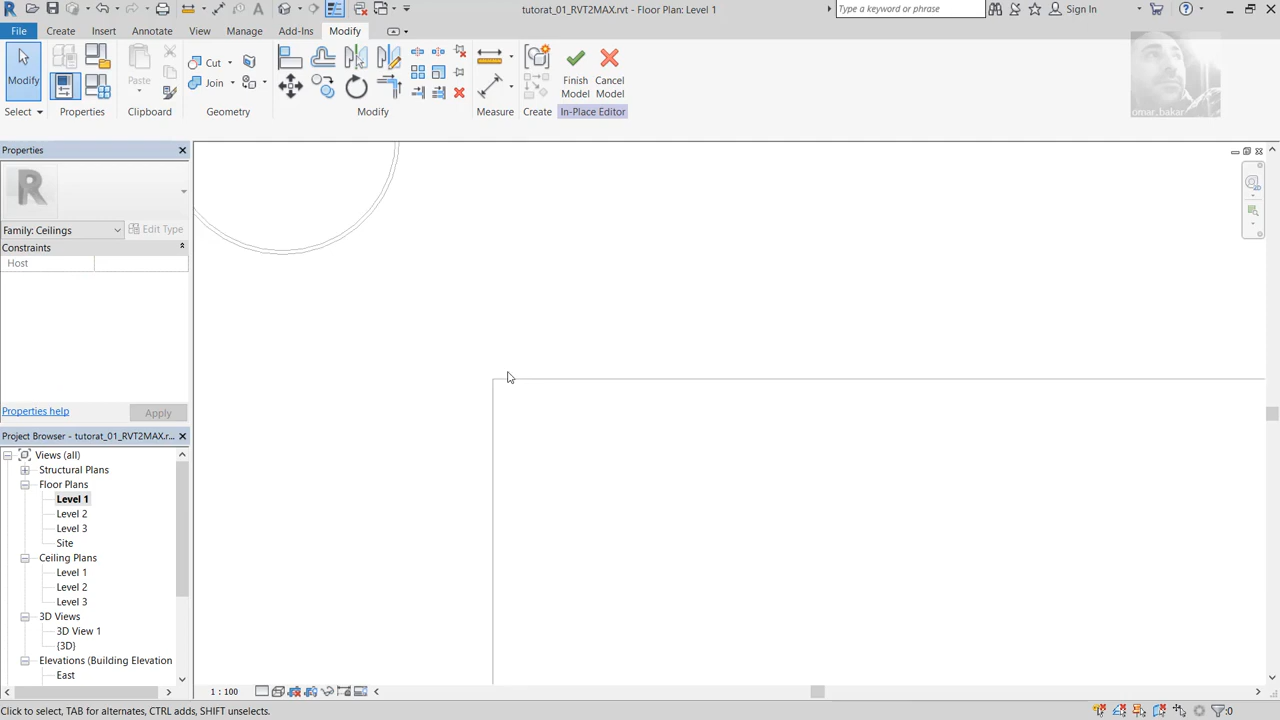 tutorat_01_RVT2MAX.rvt - Floor Plan: Level 1
Type a keyword or phrase
Sign In
File
Create
Insert
Annotate
View
Manage
Add-Ins
Modify
Modify
Paste
Cut
Join
Finish
Model
Cancel
Model
omar_bakar
Select
Properties
Clipboard
Geometry
Modify
Measure
Create
In-Place Editor
Properties
R
Family: Ceilings
Edit Type
Constraints
Host
Properties help
Apply
Project Browser - tutorat_01_RVT2MAX.r...
Views (all)
Structural Plans
Floor Plans
Level 1
Level 2
Level 3
Site
Ceiling Plans
Level 1
Level 2
Level 3
3D Views
3D View 1
{3D}
Elevations (Building Elevation
East
1 : 100
Click to select, TAB for alternates, CTRL adds, SHIFT unselects.
:0